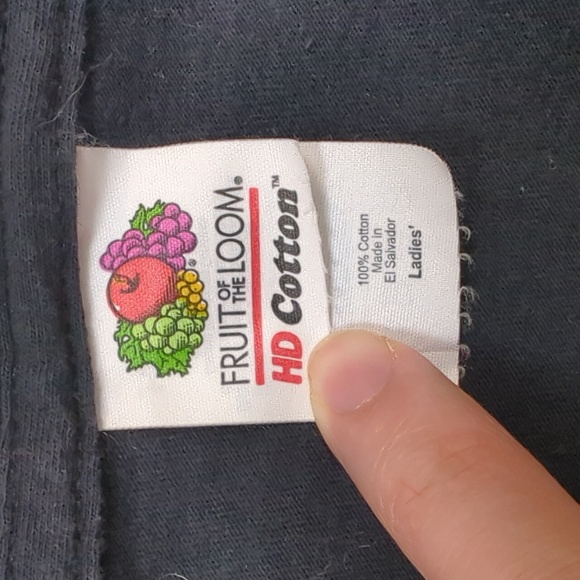 FRUIT OF THE LOOM®
HD Cotton™
100% Cotton
Made in
El Salvador
Ladies'